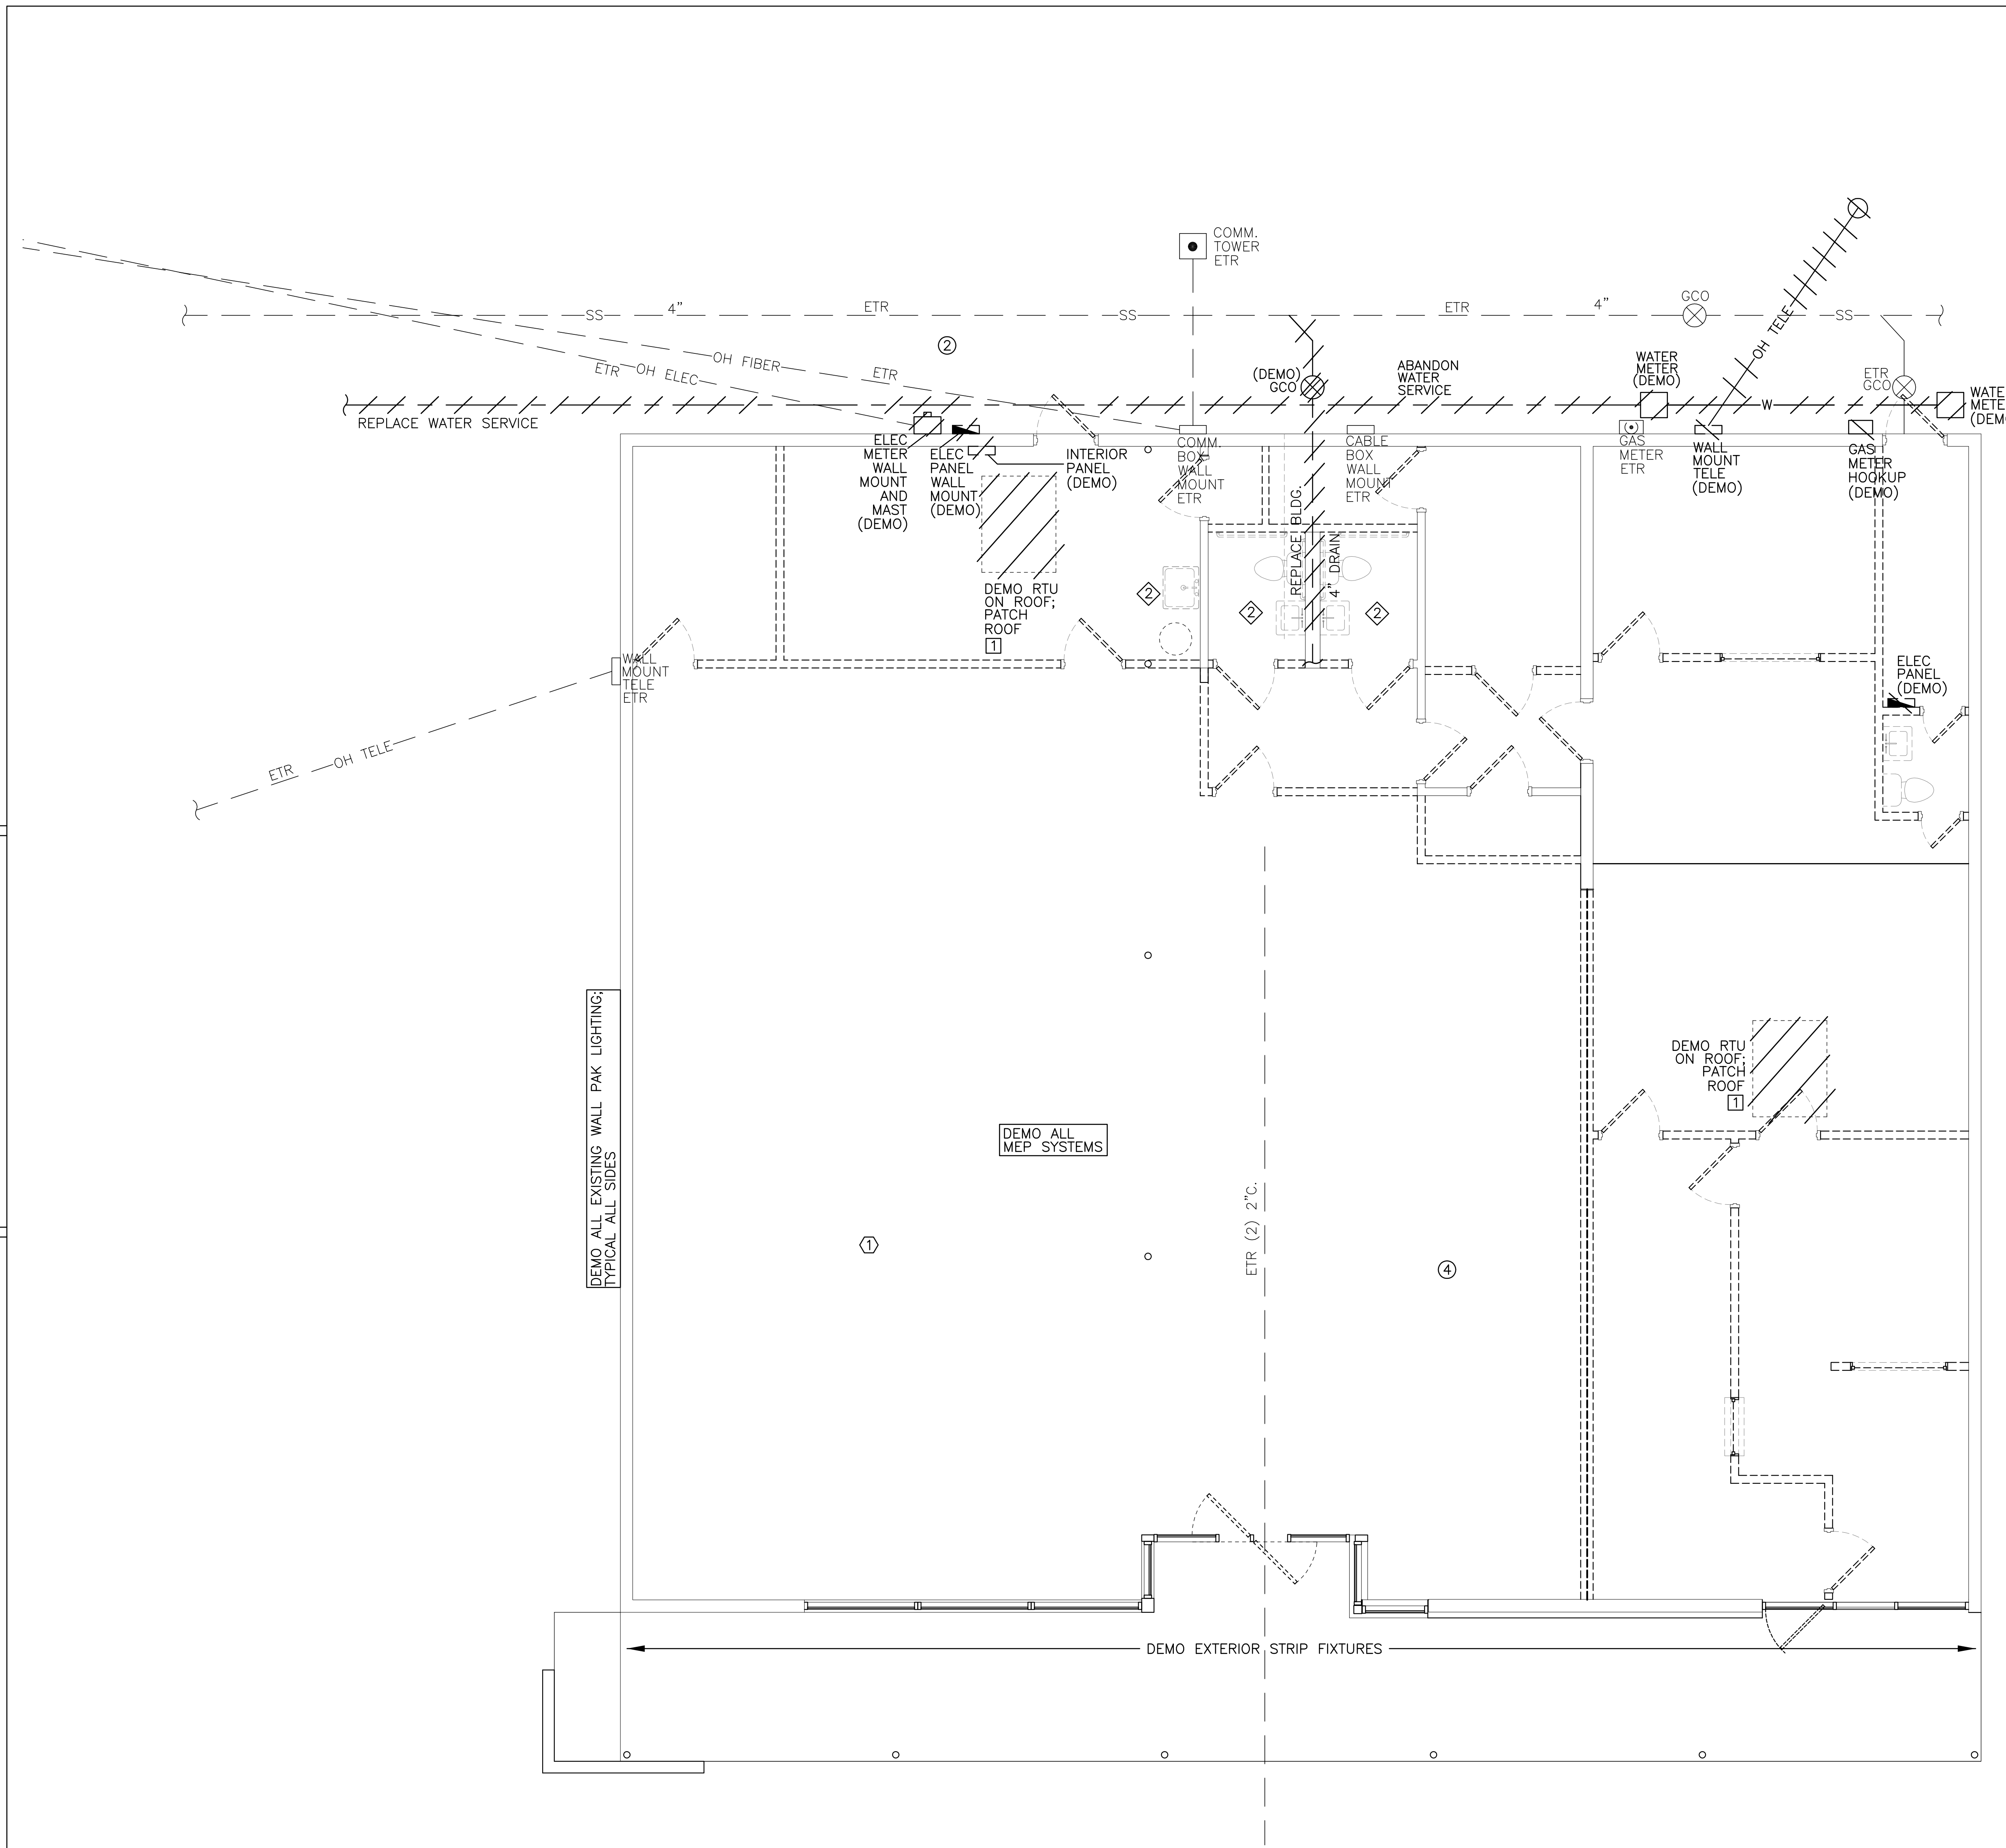 COMM.
TOWER
ETR
SS
4"
ETR
SS
ETR
4"
GCO
SS
OH TELE
2
OH FIBER
ETR
ETR
OH ELEC
(DEMO)
GCO
ABANDON
WATER
SERVICE
WATER
METER
(DEMO)
ETR
GCO
W
REPLACE WATER SERVICE
ELEC
METER
WALL
MOUNT
AND
MAST
(DEMO)
ELEC
PANEL
WALL
MOUNT
(DEMO)
INTERIOR
PANEL
(DEMO)
COMM.
BOX
WALL
MOUNT
ETR
CABLE
BOX
WALL
MOUNT
ETR
GAS
METER
ETR
WALL
MOUNT
TELE
(DEMO)
GAS
METER
HOOKUP
(DEMO)
REPLACE BLDG.
4" DRAIN
DEMO RTU
ON ROOF;
PATCH
ROOF
1
2
2
2
WALL
MOUNT
TELE
ETR
ELEC
PANEL
(DEMO)
ETR
OH TELE
DEMO ALL EXISTING WALL PAK LIGHTING;
TYPICAL ALL SIDES
DEMO RTU
ON ROOF;
PATCH
ROOF
1
DEMO ALL
MEP SYSTEMS
ETR (2) 2"C.
1
4
DEMO EXTERIOR STRIP FIXTURES